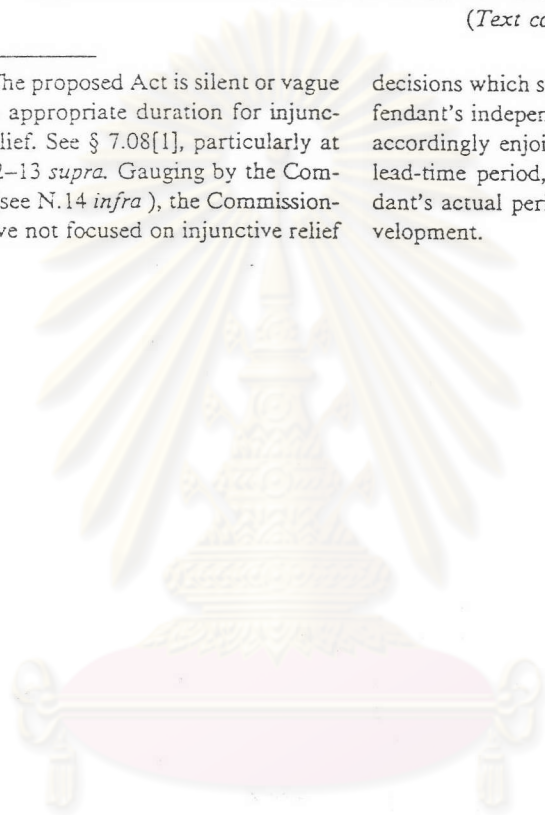 (Text co
The proposed Act is silent or vague
appropriate duration for injunc-
lief. See § 7.08[1], particularly at
2–13 supra. Gauging by the Com-
see N.14 infra ), the Commission-
ve not focused on injunctive relief
decisions which s
fendant's indepen
accordingly enjoi
lead-time period,
dant's actual peri
velopment.